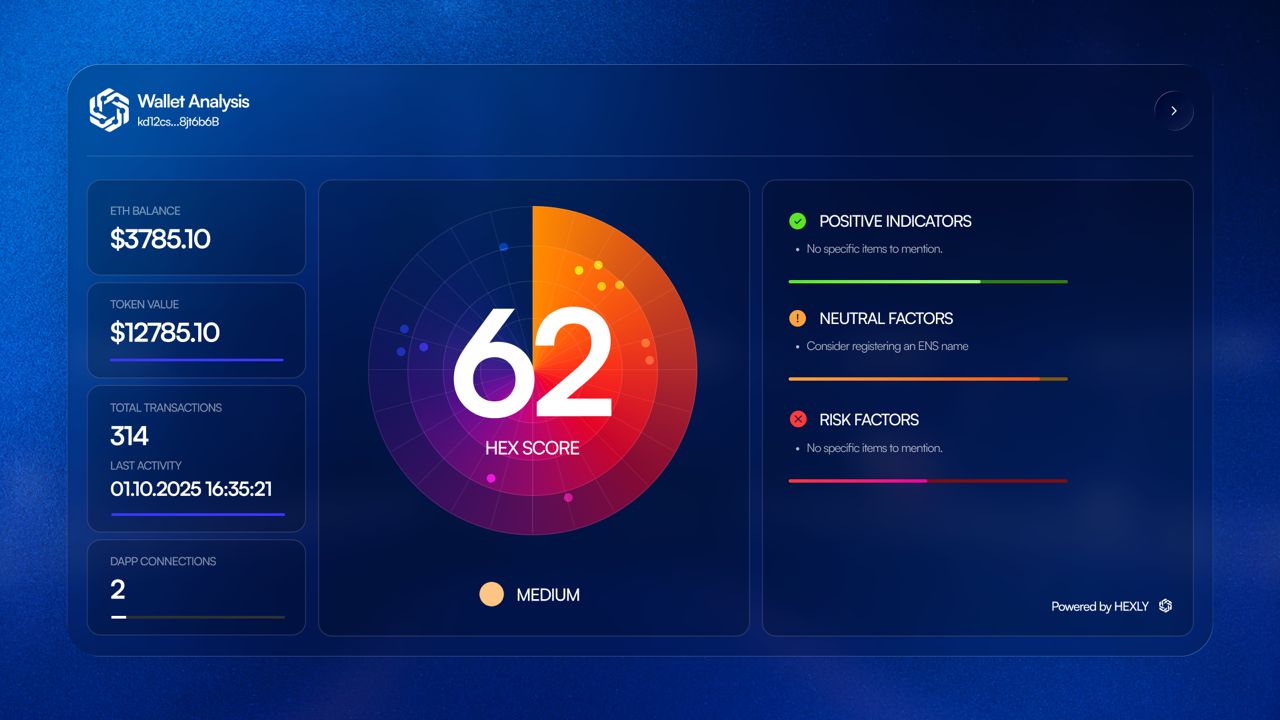 Wallet Analysis
kd12cs...8jt6b6B
ETH BALANCE
$3785.10
TOKEN VALUE
$12785.10
TOTAL TRANSACTIONS
314
LAST ACTIVITY
01.10.2025 16:35:21
DAPP CONNECTIONS
2
62
HEX SCORE
MEDIUM
POSITIVE INDICATORS
• No specific items to mention.
NEUTRAL FACTORS
• Consider registering an ENS name
RISK FACTORS
• No specific items to mention.
Powered by HEXLY